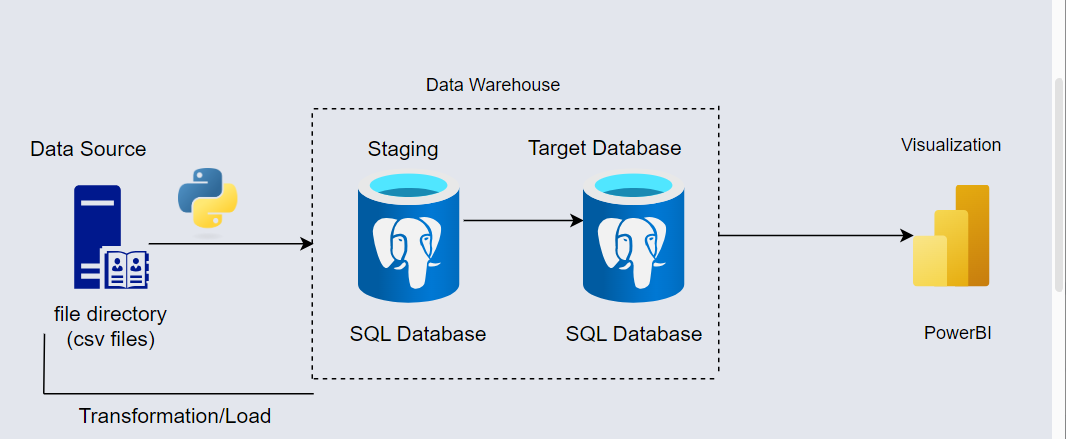 Data Warehouse
Data Source
Staging
Target Database
Visualization
file directory
(csv files)
SQL Database
SQL Database
PowerBI
Transformation/Load